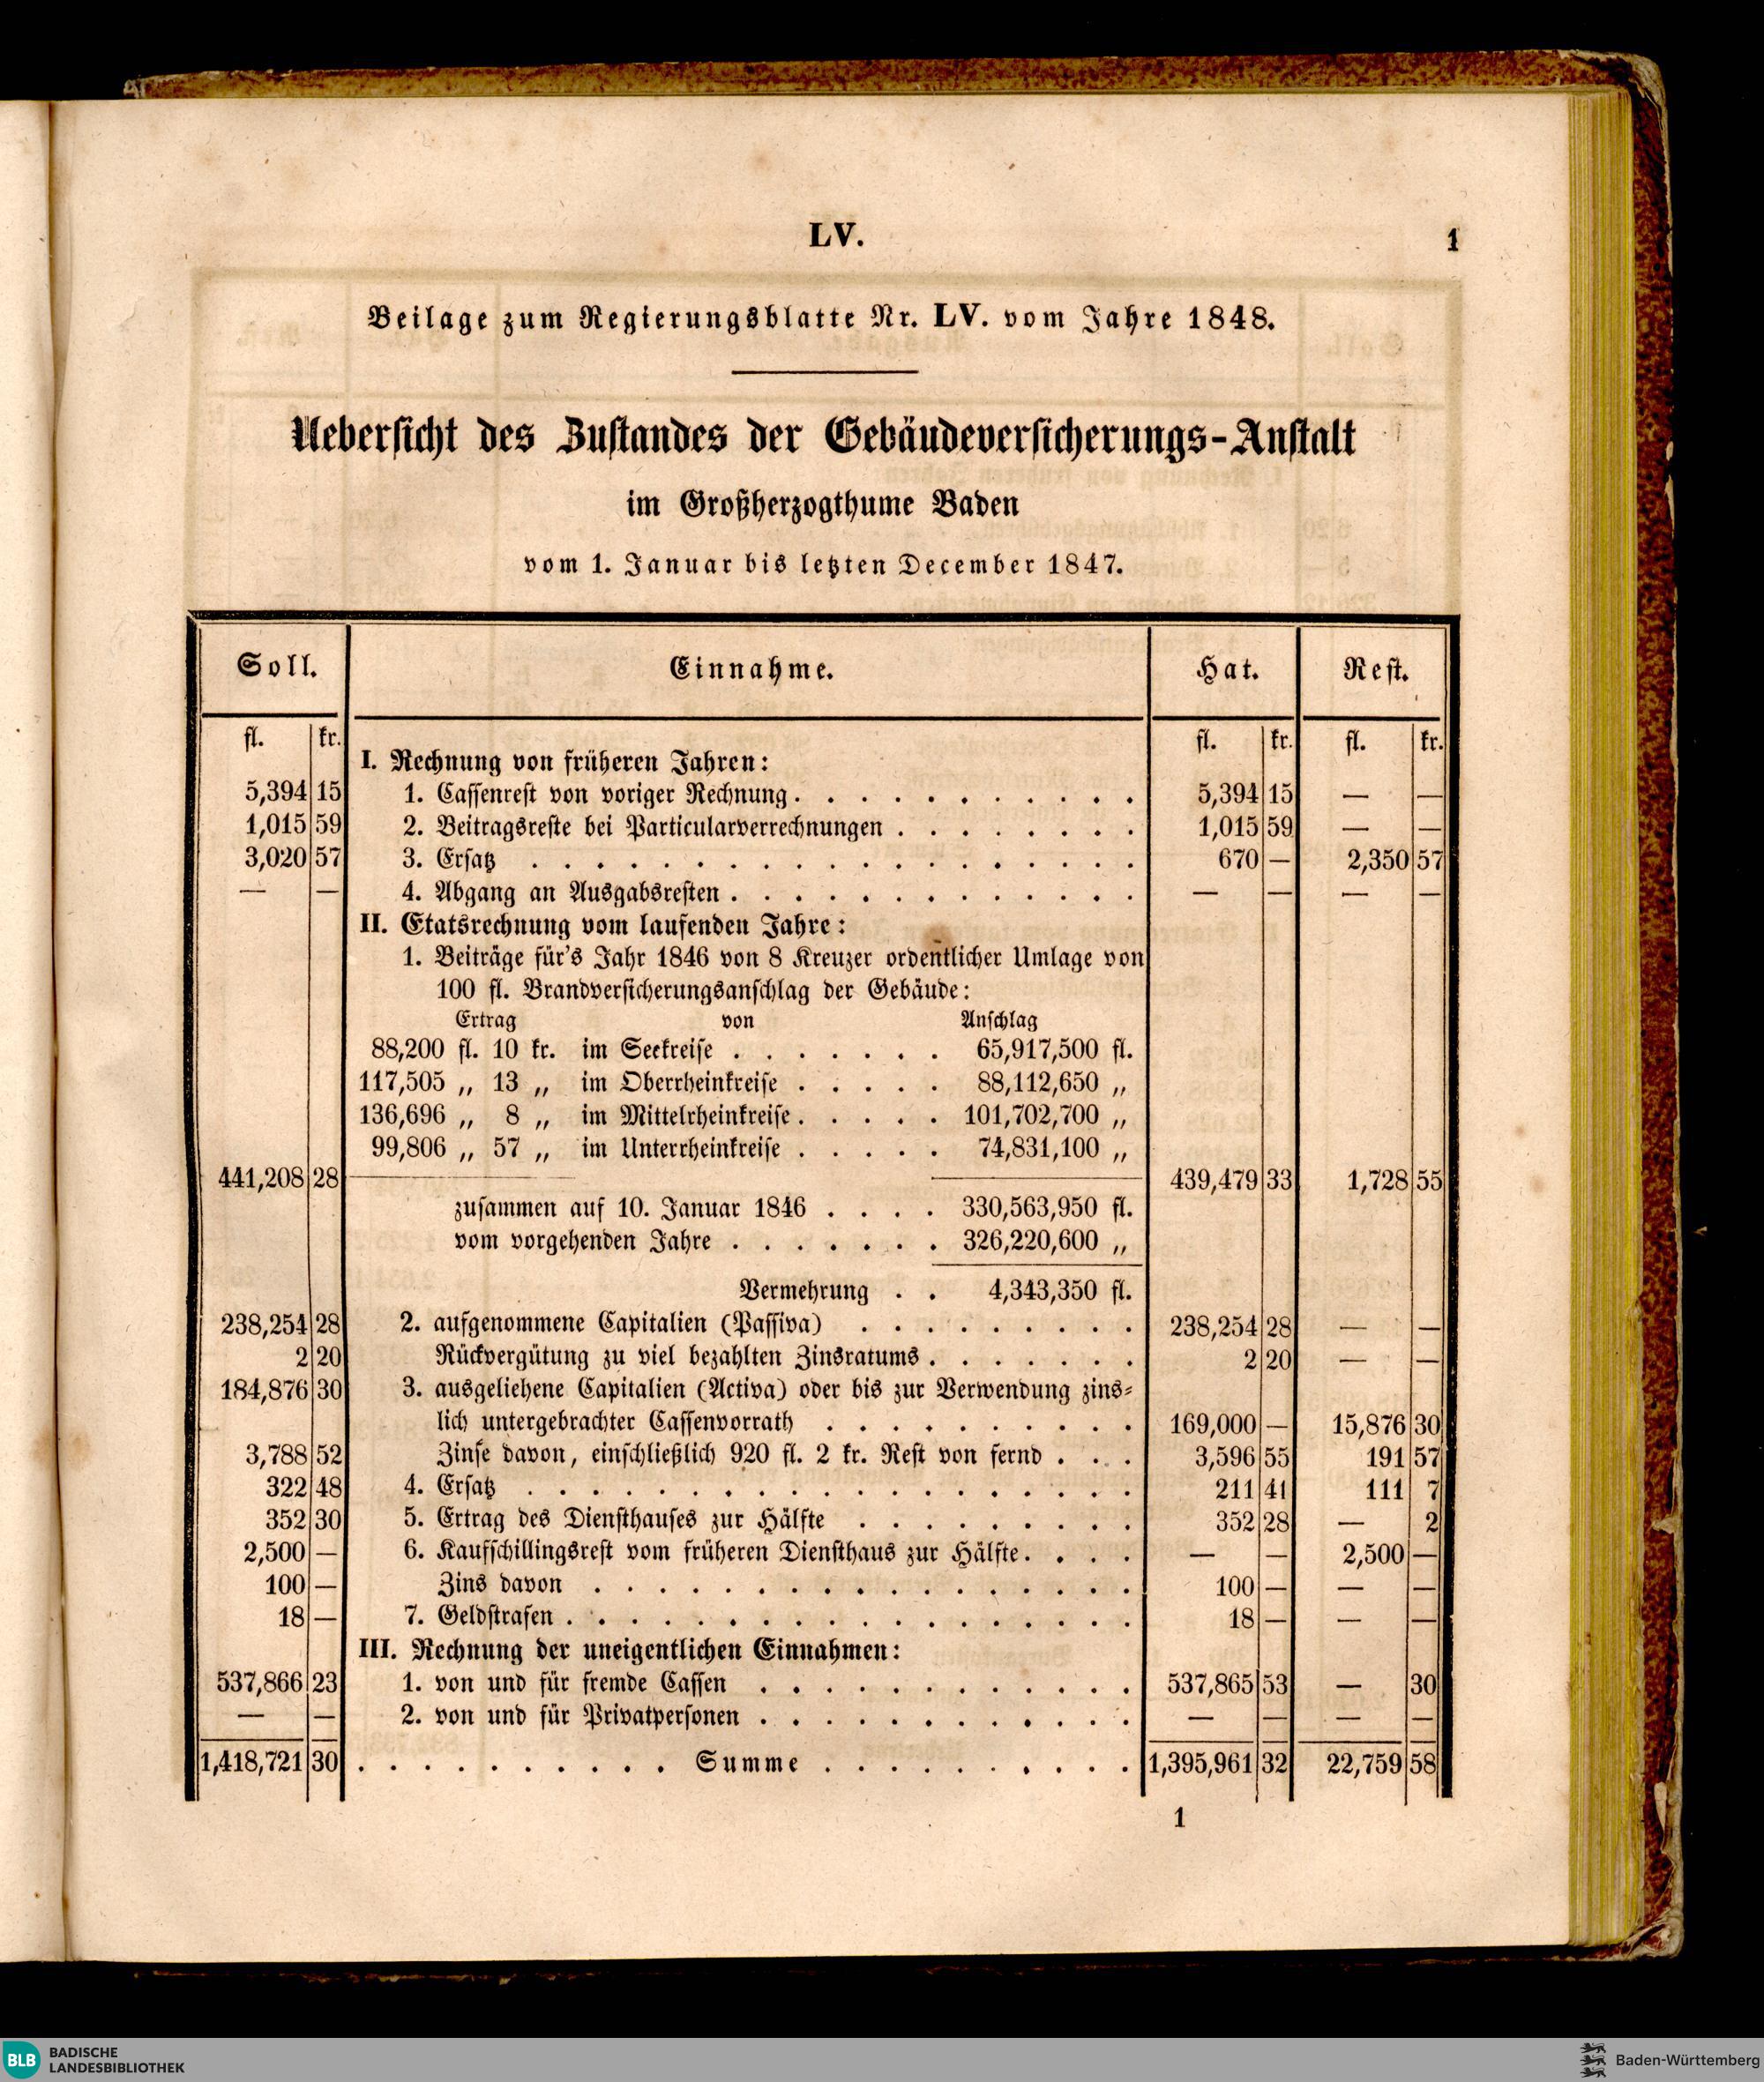 LV.
1
Beilage zum Regierungsblatte Nr. LV. vom Jahre 1848.
Uebersicht des Zustandes der Gebäudeversicherungs-Anstalt
im Großherzogthume Baden
vom 1. Januar bis letzten December 1847.
Soll. Einnahme. Hat. Rest.
fl. kr. fl. kr. fl. kr.
I. Rechnung von früheren Jahren:
5,394 15 1. Cassenrest von voriger Rechnung. . . . . . . . . . . 5,394 15 — —
1,015 59 2. Beitragsreste bei Particularverrechnungen . . . . . . . . 1,015 59 — —
3,020 57 3. Ersatz . . . . . . . . . . . . . . . . . . . 670 — 2,350 57
— — 4. Abgang an Ausgabsresten . . . . . . . . . . . . . — — — —
II. Etatsrechnung vom laufenden Jahre:
1. Beiträge für's Jahr 1846 von 8 Kreuzer ordentlicher Umlage von
100 fl. Brandversicherungsanschlag der Gebäude:
Ertrag von Anschlag
88,200 fl. 10 kr. im Seekreise . . . . . . . 65,917,500 fl.
117,505 „ 13 „ im Oberrheinkreise . . . . . 88,112,650 „
136,696 „ 8 „ im Mittelrheinkreise . . . . . 101,702,700 „
99,806 „ 57 „ im Unterrheinkreise . . . . . 74,831,100 „
441,208 28 439,479 33 1,728 55
zusammen auf 10. Januar 1846 . . . . 330,563,950 fl.
vom vorgehenden Jahre . . . . . . . 326,220,600 „
Vermehrung . . 4,343,350 fl.
238,254 28 2. aufgenommene Capitalien (Passiva) . . . . . . . . . 238,254 28 — —
2 20 Rückvergütung zu viel bezahlten Zinsratums . . . . . . . 2 20 — —
184,876 30 3. ausgeliehene Capitalien (Activa) oder bis zur Verwendung zins-
lich untergebrachter Cassenvorrath . . . . . . . . . . 169,000 — 15,876 30
3,788 52 Zinse davon, einschließlich 920 fl. 2 kr. Rest von fernd . . . 3,596 55 191 57
322 48 4. Ersatz . . . . . . . . . . . . . . . . . . . 211 41 111 7
352 30 5. Ertrag des Diensthauses zur Hälfte . . . . . . . . . 352 28 — 2
2,500 — 6. Kaufschillingsrest vom früheren Diensthaus zur Hälfte. . . . — — 2,500 —
100 — Zins davon . . . . . . . . . . . . . . . . . 100 — — —
18 — 7. Geldstrafen . . . . . . . . . . . . . . . . . . 18 — — —
III. Rechnung der uneigentlichen Einnahmen:
537,866 23 1. von und für fremde Cassen . . . . . . . . . . . . 537,865 53 — 30
— — 2. von und für Privatpersonen . . . . . . . . . . . . — — — —
1,418,721 30 . . . . . . . . . . Summe . . . . . . . . . . 1,395,961 32 22,759 58
1
BLB BADISCHE
LANDESBIBLIOTHEK
Baden-Württemberg